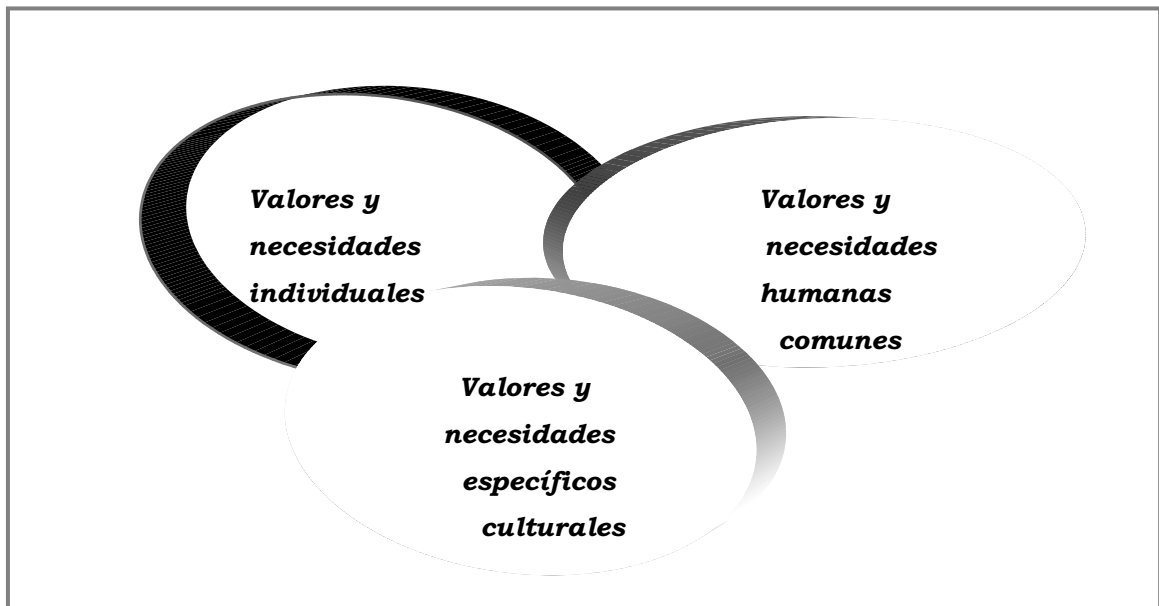 Valores y
necesidades
individuales
Valores y
necesidades
humanas
comunes
Valores y
necesidades
específicos
culturales